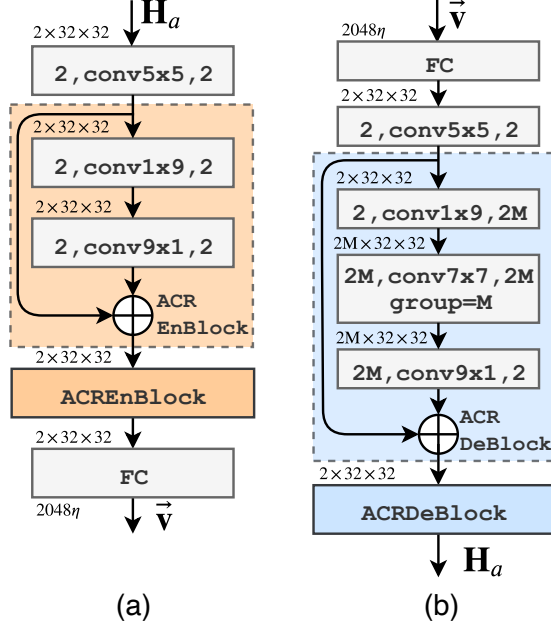 H_a
2×32×32
2,conv5x5,2
2×32×32
2,conv1x9,2
2×32×32
2,conv9x1,2
ACR
EnBlock
2×32×32
ACREnBlock
2×32×32
FC
2048η
v⃗
(a)
v⃗
2048η
FC
2×32×32
2,conv5x5,2
2×32×32
2,conv1x9,2M
2M×32×32
2M,conv7x7,2M
group=M
2M×32×32
2M,conv9x1,2
ACR
DeBlock
2×32×32
ACRDeBlock
H_a
(b)